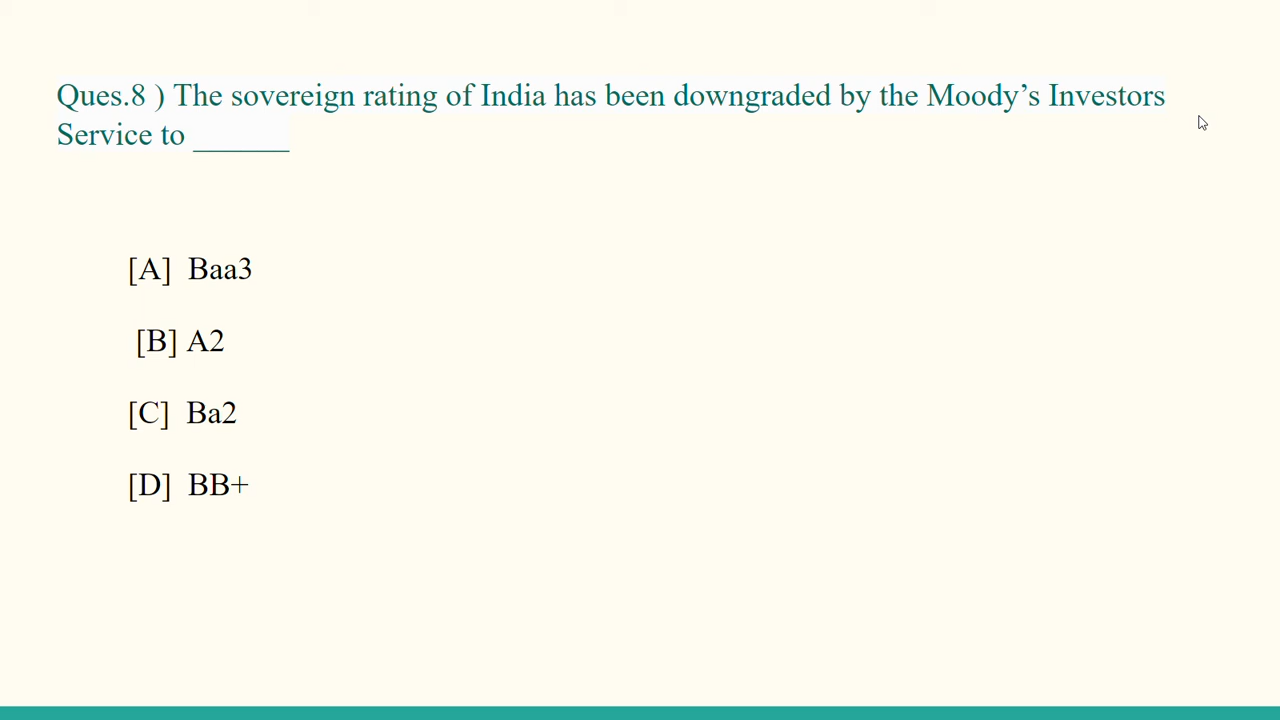 Ques.8 ) The sovereign rating of India has been downgraded by the Moody’s Investors
Service to ______
[A] Baa3
[B] A2
[C] Ba2
[D] BB+